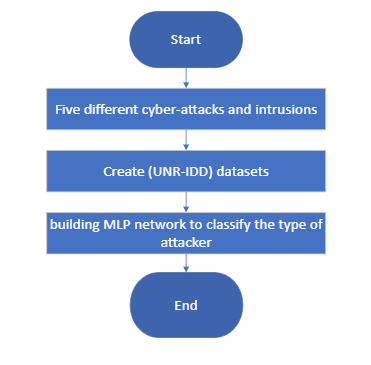 Start
Five different cyber-attacks and intrusions
Create (UNR-IDD) datasets
building MLP network to classify the type of
attacker
End